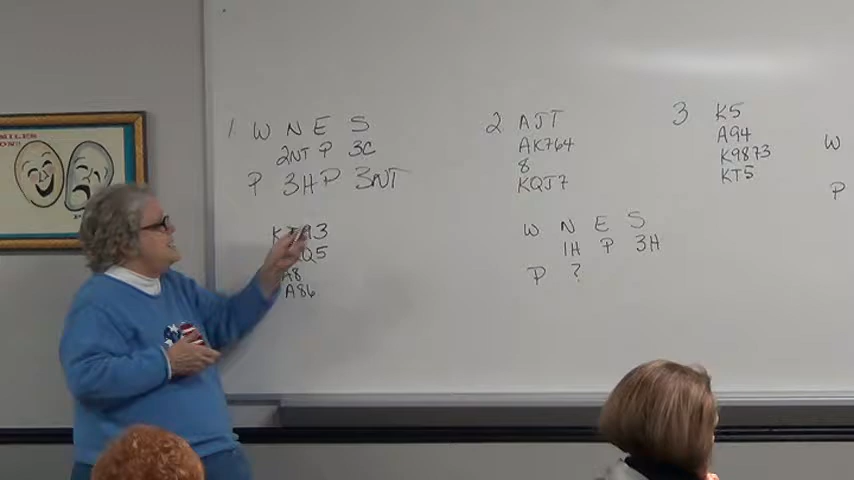 1 W N E S
2NT P 3C
P 3H P 3NT
Q5
A8
A86
2 AJT
AK764
8
KQJ7
W N E S
1H P 3H
P ?
3 K5
A94
K9873
KT5
W
P